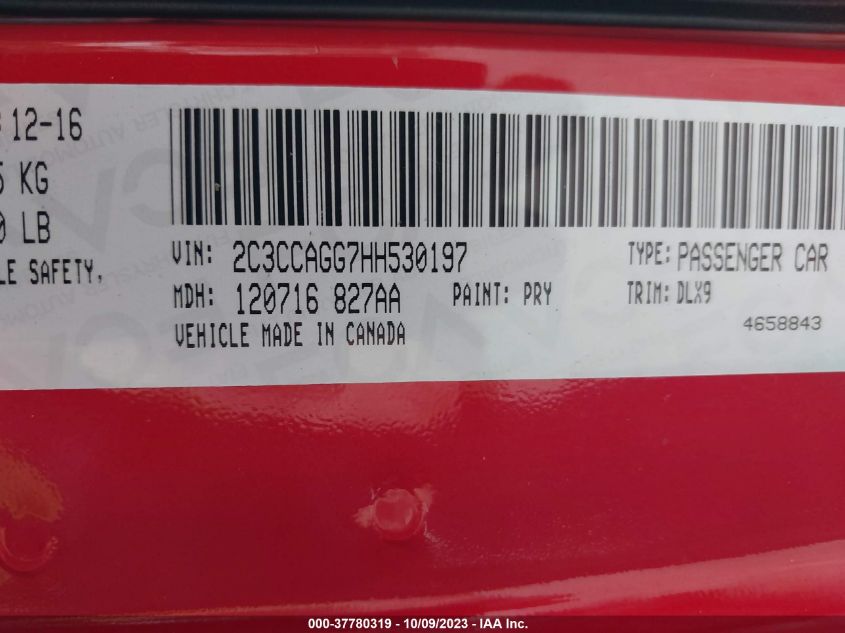 12-16
KG
LB
SAFETY,
VIN: 2C3CCAGG7HH530197
TYPE: PASSENGER CAR
MDH: 120716 827AA
PAINT: PRY
TRIM: DLX9
VEHICLE MADE IN CANADA
4658843
000-37780319 - 10/09/2023 - © IAA Inc.